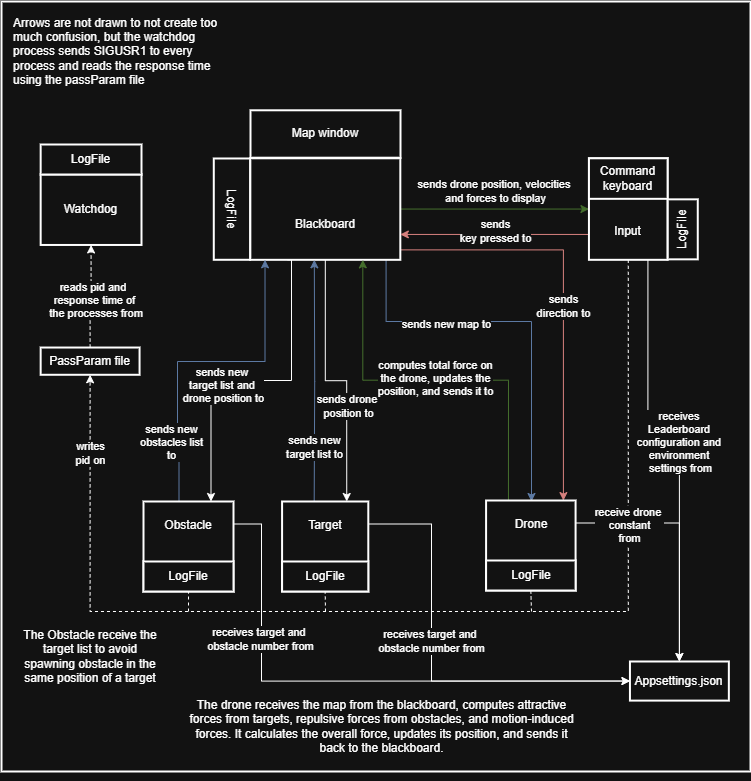 Arrows are not drawn to not create too
much confusion, but the watchdog
process sends SIGUSR1 to every
process and reads the response time
using the passParam file
Map window
LogFile
Watchdog
LogFile
Blackboard
sends drone position, velocities
and forces to display
sends
key pressed to
Command
keyboard
Input
LogFile
reads pid and
response time of
the processes from
sends
direction to
sends new map to
PassParam file
sends new
target list and
drone position to
computes total force on
the drone, updates the
position, and sends it to
sends drone
position to
sends new
obstacles list
to
sends new
target list to
writes
pid on
receives
Leaderboard
configuration and
environment
settings from
Obstacle
LogFile
Target
LogFile
Drone
LogFile
receive drone
constant
from
The Obstacle receive the
target list to avoid
spawning obstacle in the
same position of a target
receives target and
obstacle number from
receives target and
obstacle number from
Appsettings.json
The drone receives the map from the blackboard, computes attractive
forces from targets, repulsive forces from obstacles, and motion-induced
forces. It calculates the overall force, updates its position, and sends it
back to the blackboard.